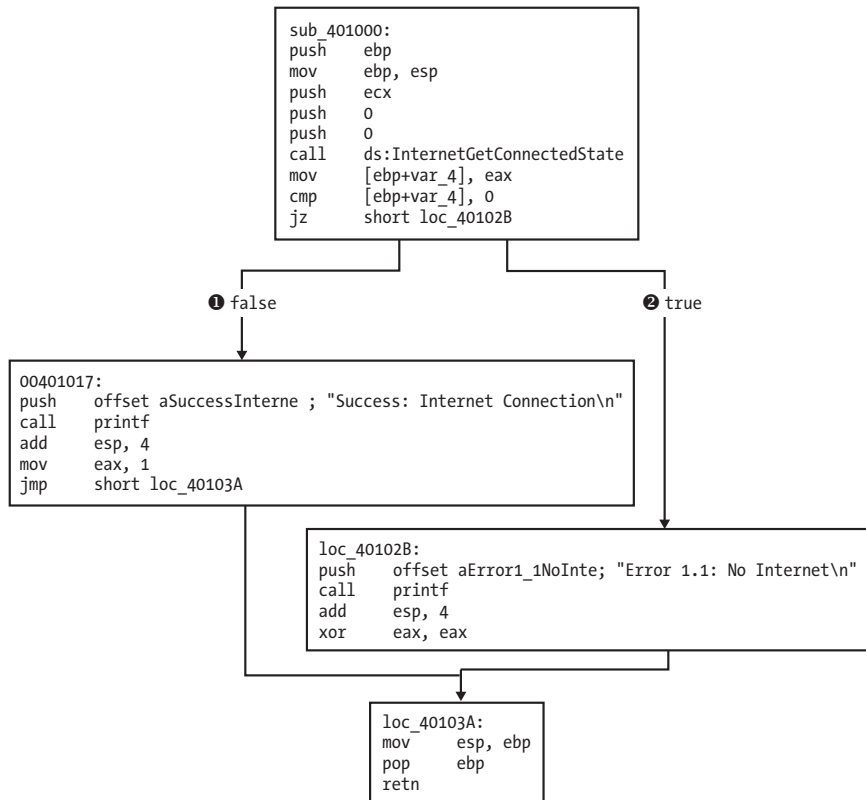 sub_401000:
push ebp
mov ebp, esp
push ecx
push 0
push 0
call ds:InternetGetConnectedState
mov [ebp+var_4], eax
cmp [ebp+var_4], 0
jz short loc_40102B
❶ false
❷ true
00401017:
push offset aSuccessInterne ; "Success: Internet Connection\n"
call printf
add esp, 4
mov eax, 1
jmp short loc_40103A
loc_40102B:
push offset aError1_1NoInte; "Error 1.1: No Internet\n"
call printf
add esp, 4
xor eax, eax
loc_40103A:
mov esp, ebp
pop ebp
retn